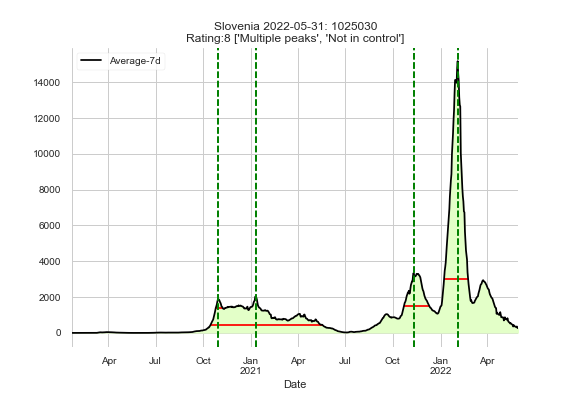 Slovenia 2022-05-31: 1025030
Rating:8 ['Multiple peaks', 'Not in control']
Average-7d
14000
12000
10000
8000
6000
4000
2000
0
Apr Jul Oct Jan Apr Jul Oct Jan Apr
2021 2022
Date